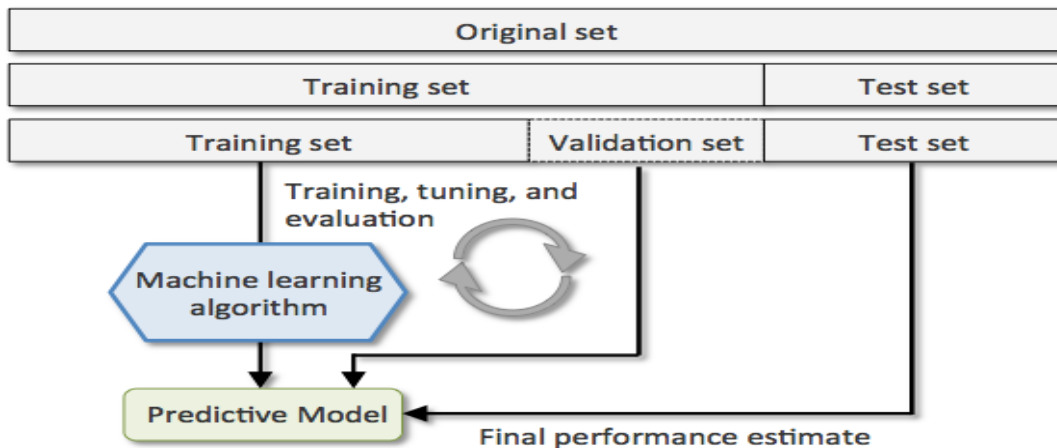 Original set
Training set
Test set
Training set
Validation set
Test set
Training, tuning, and
evaluation
Machine learning
algorithm
Predictive Model
Final performance estimate